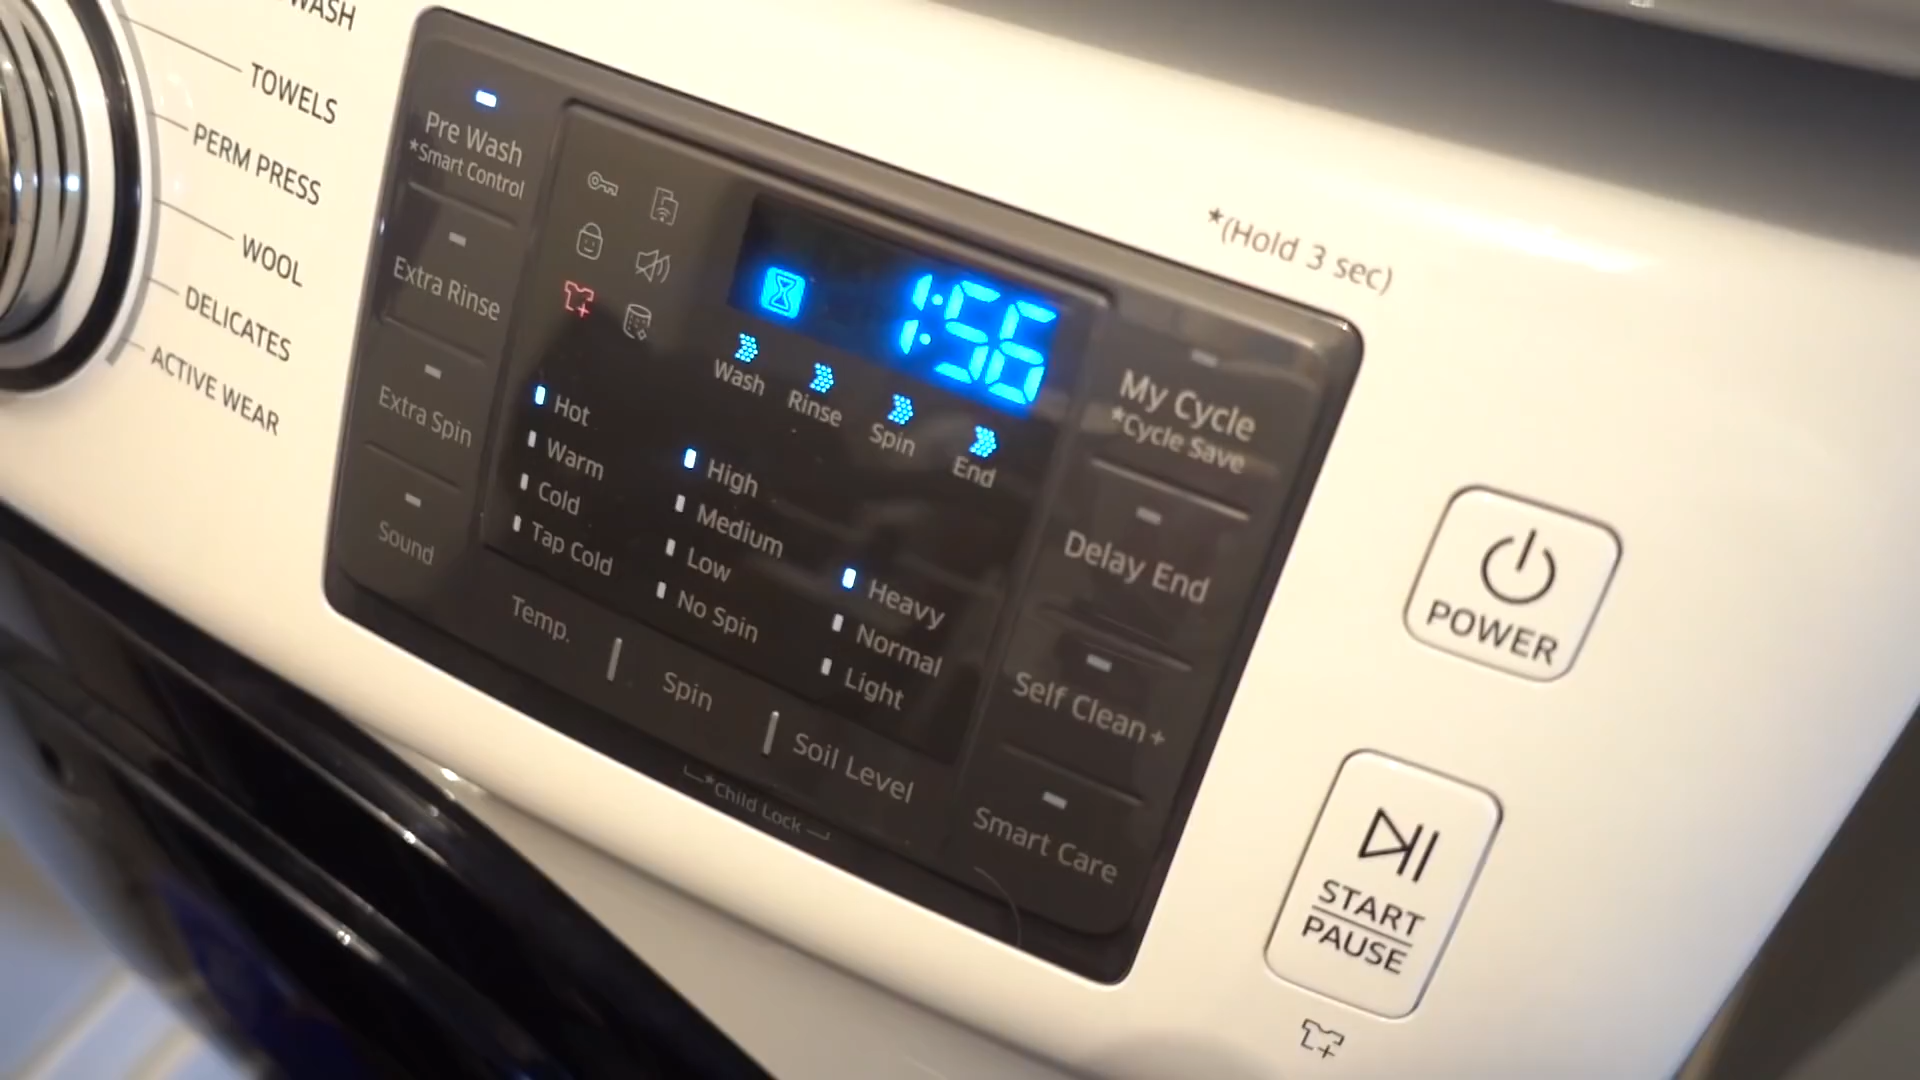 WASH
TOWELS
PERM PRESS
WOOL
DELICATES
ACTIVE WEAR
Pre Wash
*Smart Control
Extra Rinse
Extra Spin
Sound
1:56
Wash
Rinse
Spin
End
Hot
Warm
Cold
Tap Cold
High
Medium
Low
No Spin
Heavy
Normal
Light
Temp.
Spin
Soil Level
*Child Lock
*(Hold 3 sec)
My Cycle
*Cycle Save
Delay End
Self Clean+
Smart Care
POWER
START
PAUSE